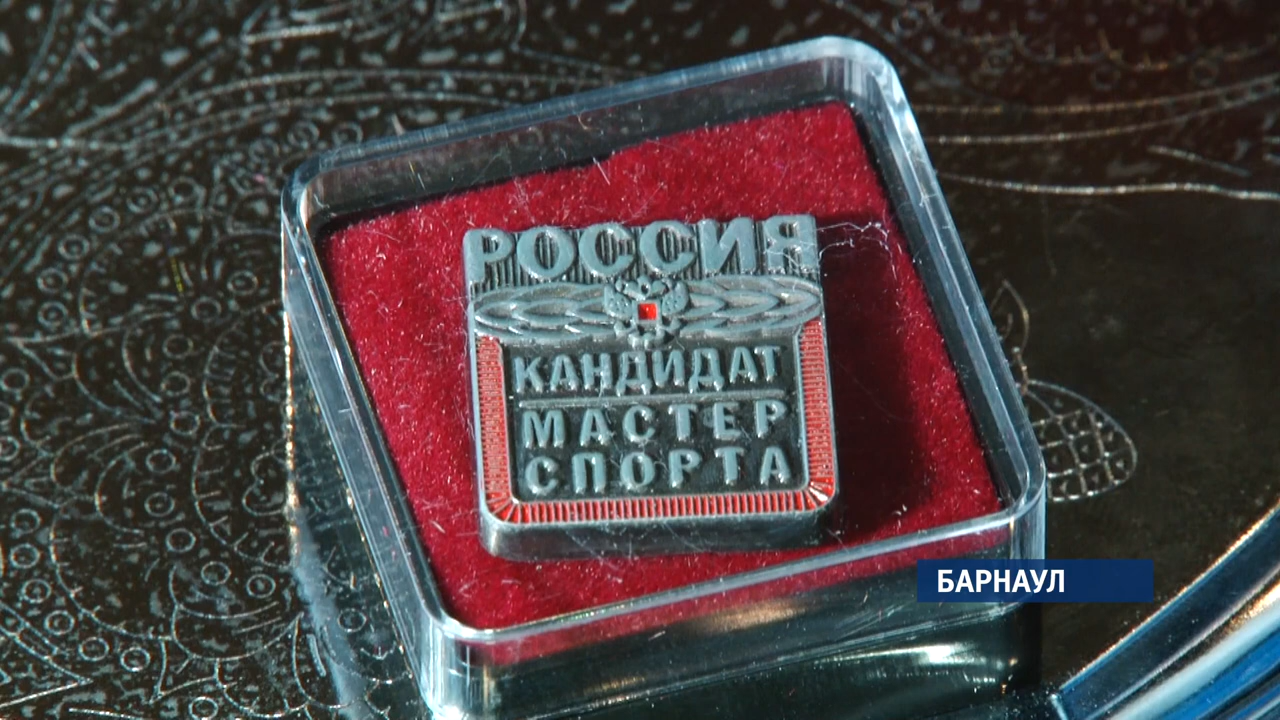 РОССИЯ
КАНДИДАТ
МАСТЕР
СПОРТА
БАРНАУЛ